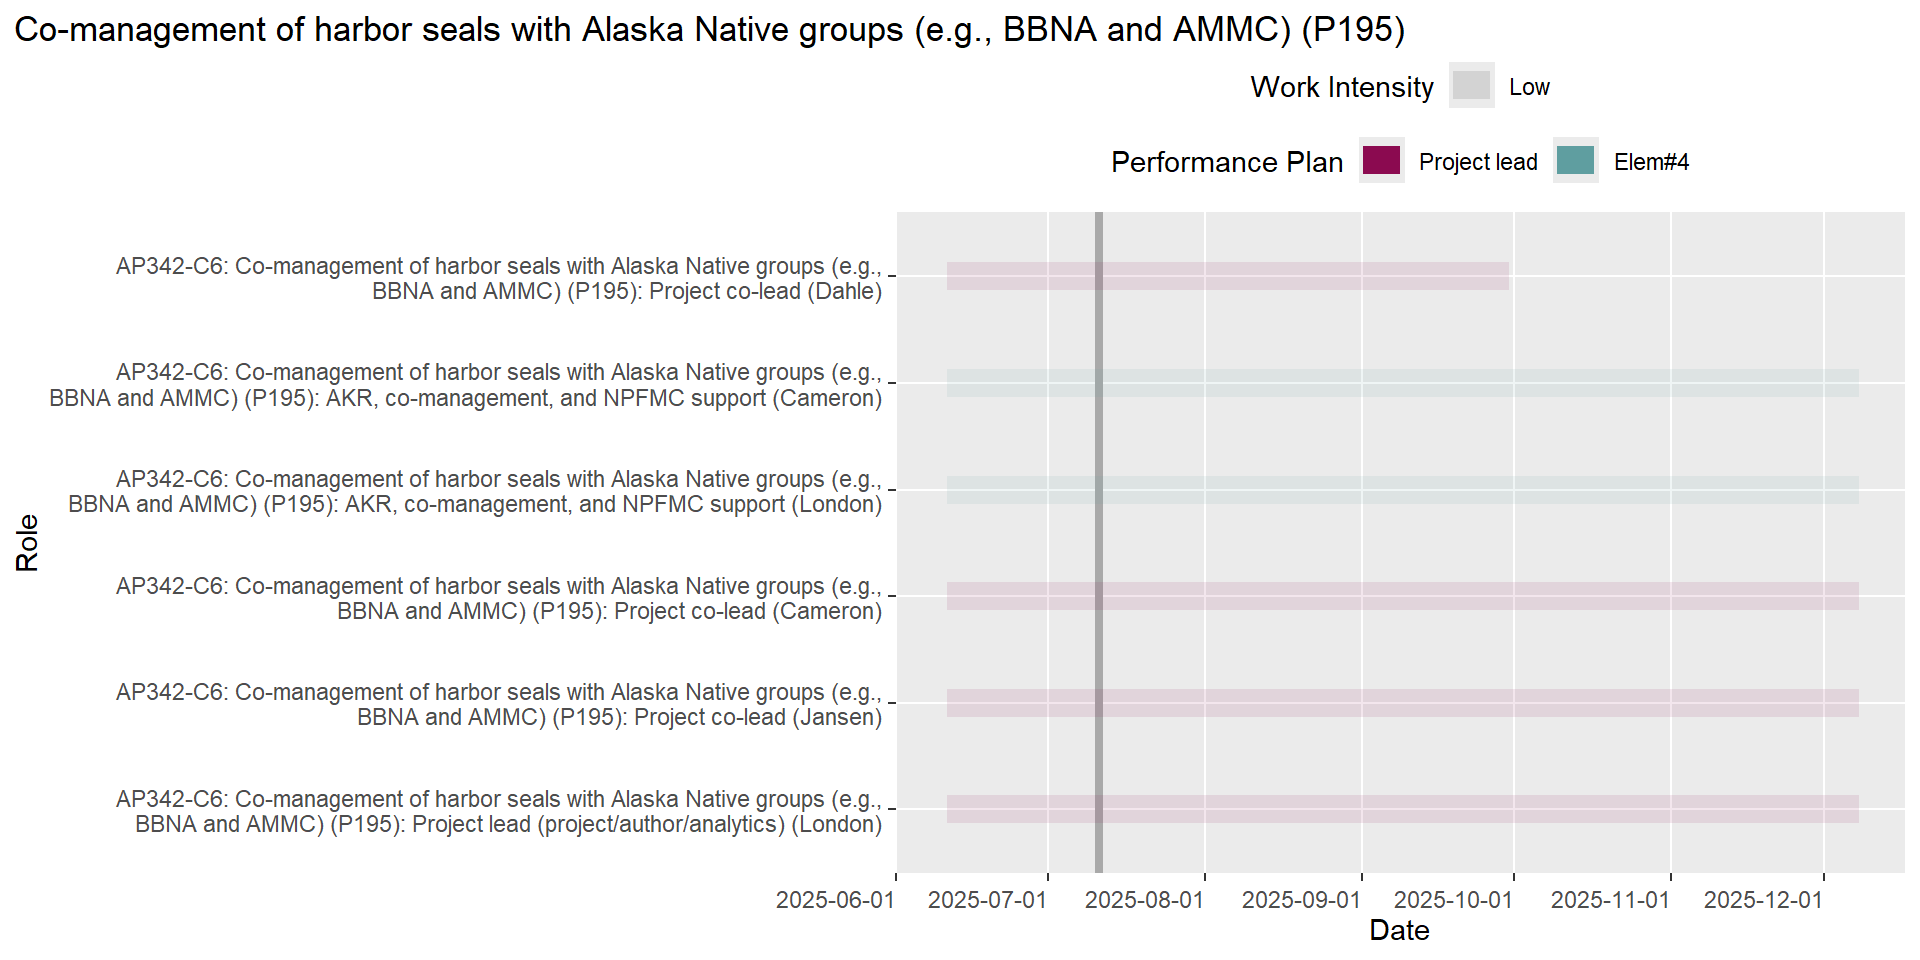 Co-management of harbor seals with Alaska Native groups (e.g., BBNA and AMMC) (P195)
Work Intensity Low
Performance Plan Project lead Elem#4
AP342-C6: Co-management of harbor seals with Alaska Native groups (e.g.,
BBNA and AMMC) (P195): Project co-lead (Dahle)
AP342-C6: Co-management of harbor seals with Alaska Native groups (e.g.,
BBNA and AMMC) (P195): AKR, co-management, and NPFMC support (Cameron)
AP342-C6: Co-management of harbor seals with Alaska Native groups (e.g.,
BBNA and AMMC) (P195): AKR, co-management, and NPFMC support (London)
Role
AP342-C6: Co-management of harbor seals with Alaska Native groups (e.g.,
BBNA and AMMC) (P195): Project co-lead (Cameron)
AP342-C6: Co-management of harbor seals with Alaska Native groups (e.g.,
BBNA and AMMC) (P195): Project co-lead (Jansen)
AP342-C6: Co-management of harbor seals with Alaska Native groups (e.g.,
BBNA and AMMC) (P195): Project lead (project/author/analytics) (London)
2025-06-01 2025-07-01 2025-08-01 2025-09-01 2025-10-01 2025-11-01 2025-12-01
Date